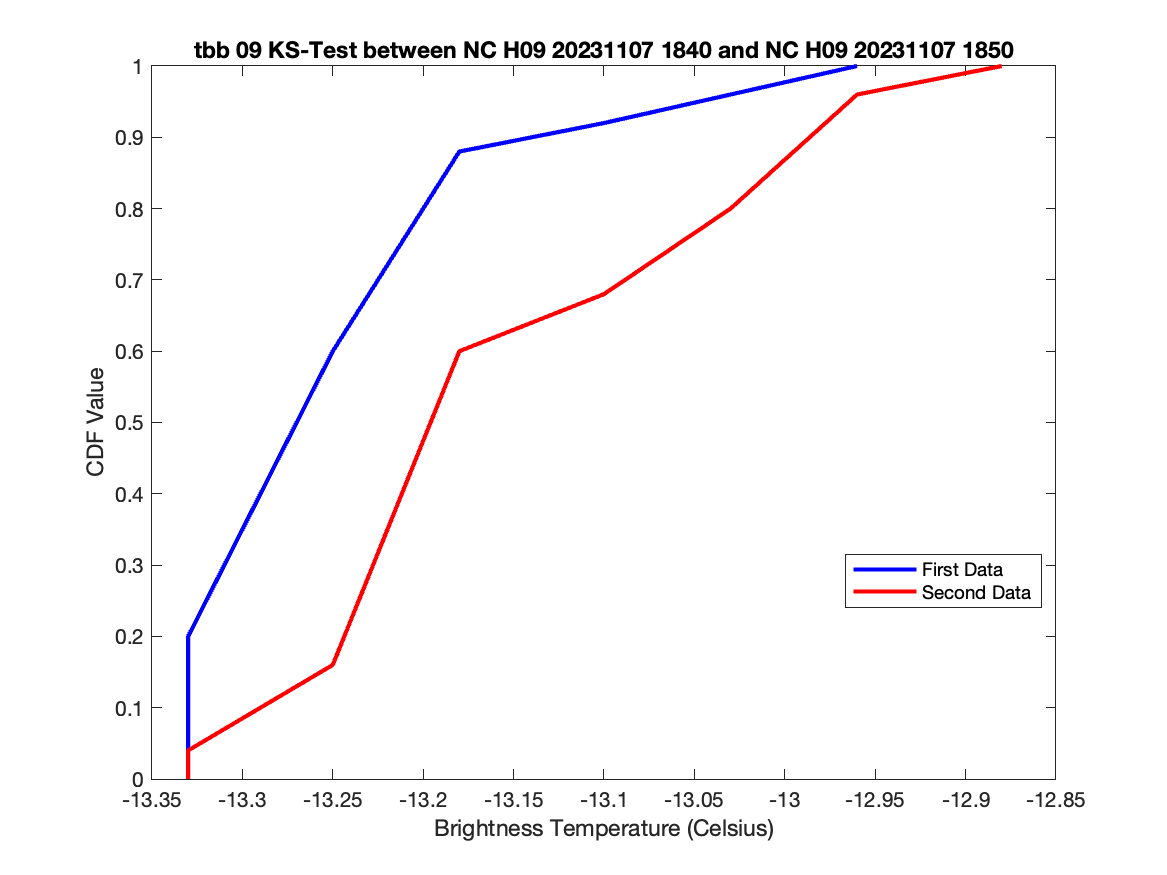 tbb 09 KS-Test between NC H09 20231107 1840 and NC H09 20231107 1850
1
0.9
0.8
0.7
0.6
0.5
0.4
0.3
0.2
0.1
0
CDF Value
First Data
Second Data
-13.35 -13.3 -13.25 -13.2 -13.15 -13.1 -13.05 -13 -12.95 -12.9 -12.85
Brightness Temperature (Celsius)